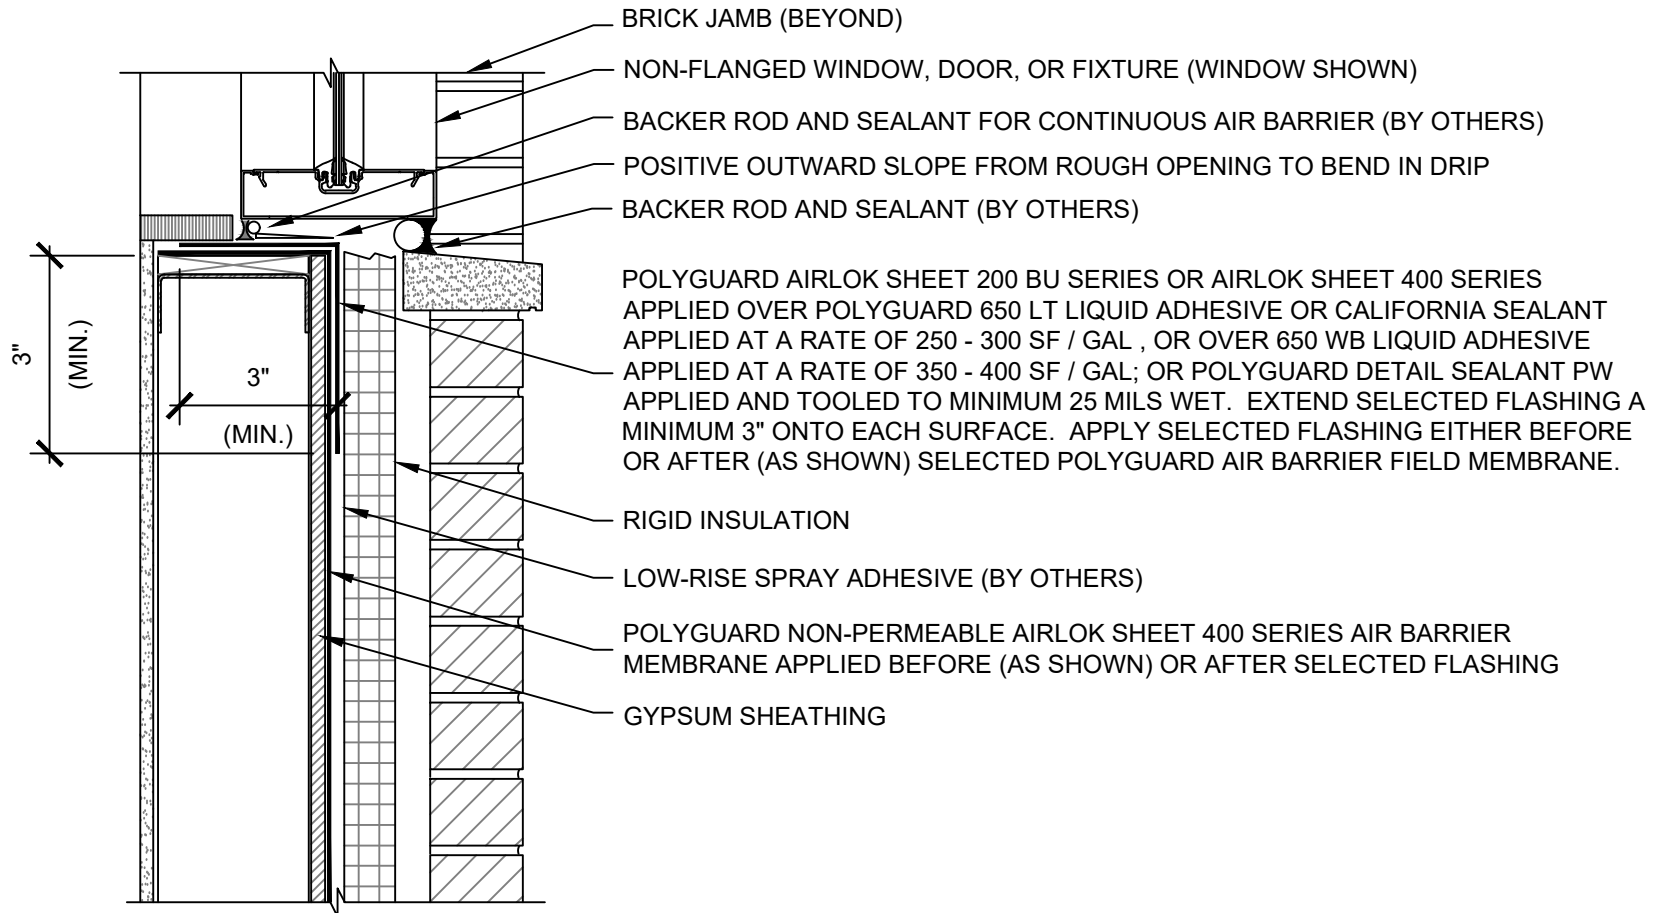 BRICK JAMB (BEYOND)
NON-FLANGED WINDOW, DOOR, OR FIXTURE (WINDOW SHOWN)
BACKER ROD AND SEALANT FOR CONTINUOUS AIR BARRIER (BY OTHERS)
POSITIVE OUTWARD SLOPE FROM ROUGH OPENING TO BEND IN DRIP
BACKER ROD AND SEALANT (BY OTHERS)
POLYGUARD AIRLOK SHEET 200 BU SERIES OR AIRLOK SHEET 400 SERIES
APPLIED OVER POLYGUARD 650 LT LIQUID ADHESIVE OR CALIFORNIA SEALANT
APPLIED AT A RATE OF 250 - 300 SF / GAL , OR OVER 650 WB LIQUID ADHESIVE
APPLIED AT A RATE OF 350 - 400 SF / GAL; OR POLYGUARD DETAIL SEALANT PW
APPLIED AND TOOLED TO MINIMUM 25 MILS WET. EXTEND SELECTED FLASHING A
MINIMUM 3" ONTO EACH SURFACE. APPLY SELECTED FLASHING EITHER BEFORE
OR AFTER (AS SHOWN) SELECTED POLYGUARD AIR BARRIER FIELD MEMBRANE.
3"
(MIN.)
3"
(MIN.)
RIGID INSULATION
LOW-RISE SPRAY ADHESIVE (BY OTHERS)
POLYGUARD NON-PERMEABLE AIRLOK SHEET 400 SERIES AIR BARRIER
MEMBRANE APPLIED BEFORE (AS SHOWN) OR AFTER SELECTED FLASHING
GYPSUM SHEATHING